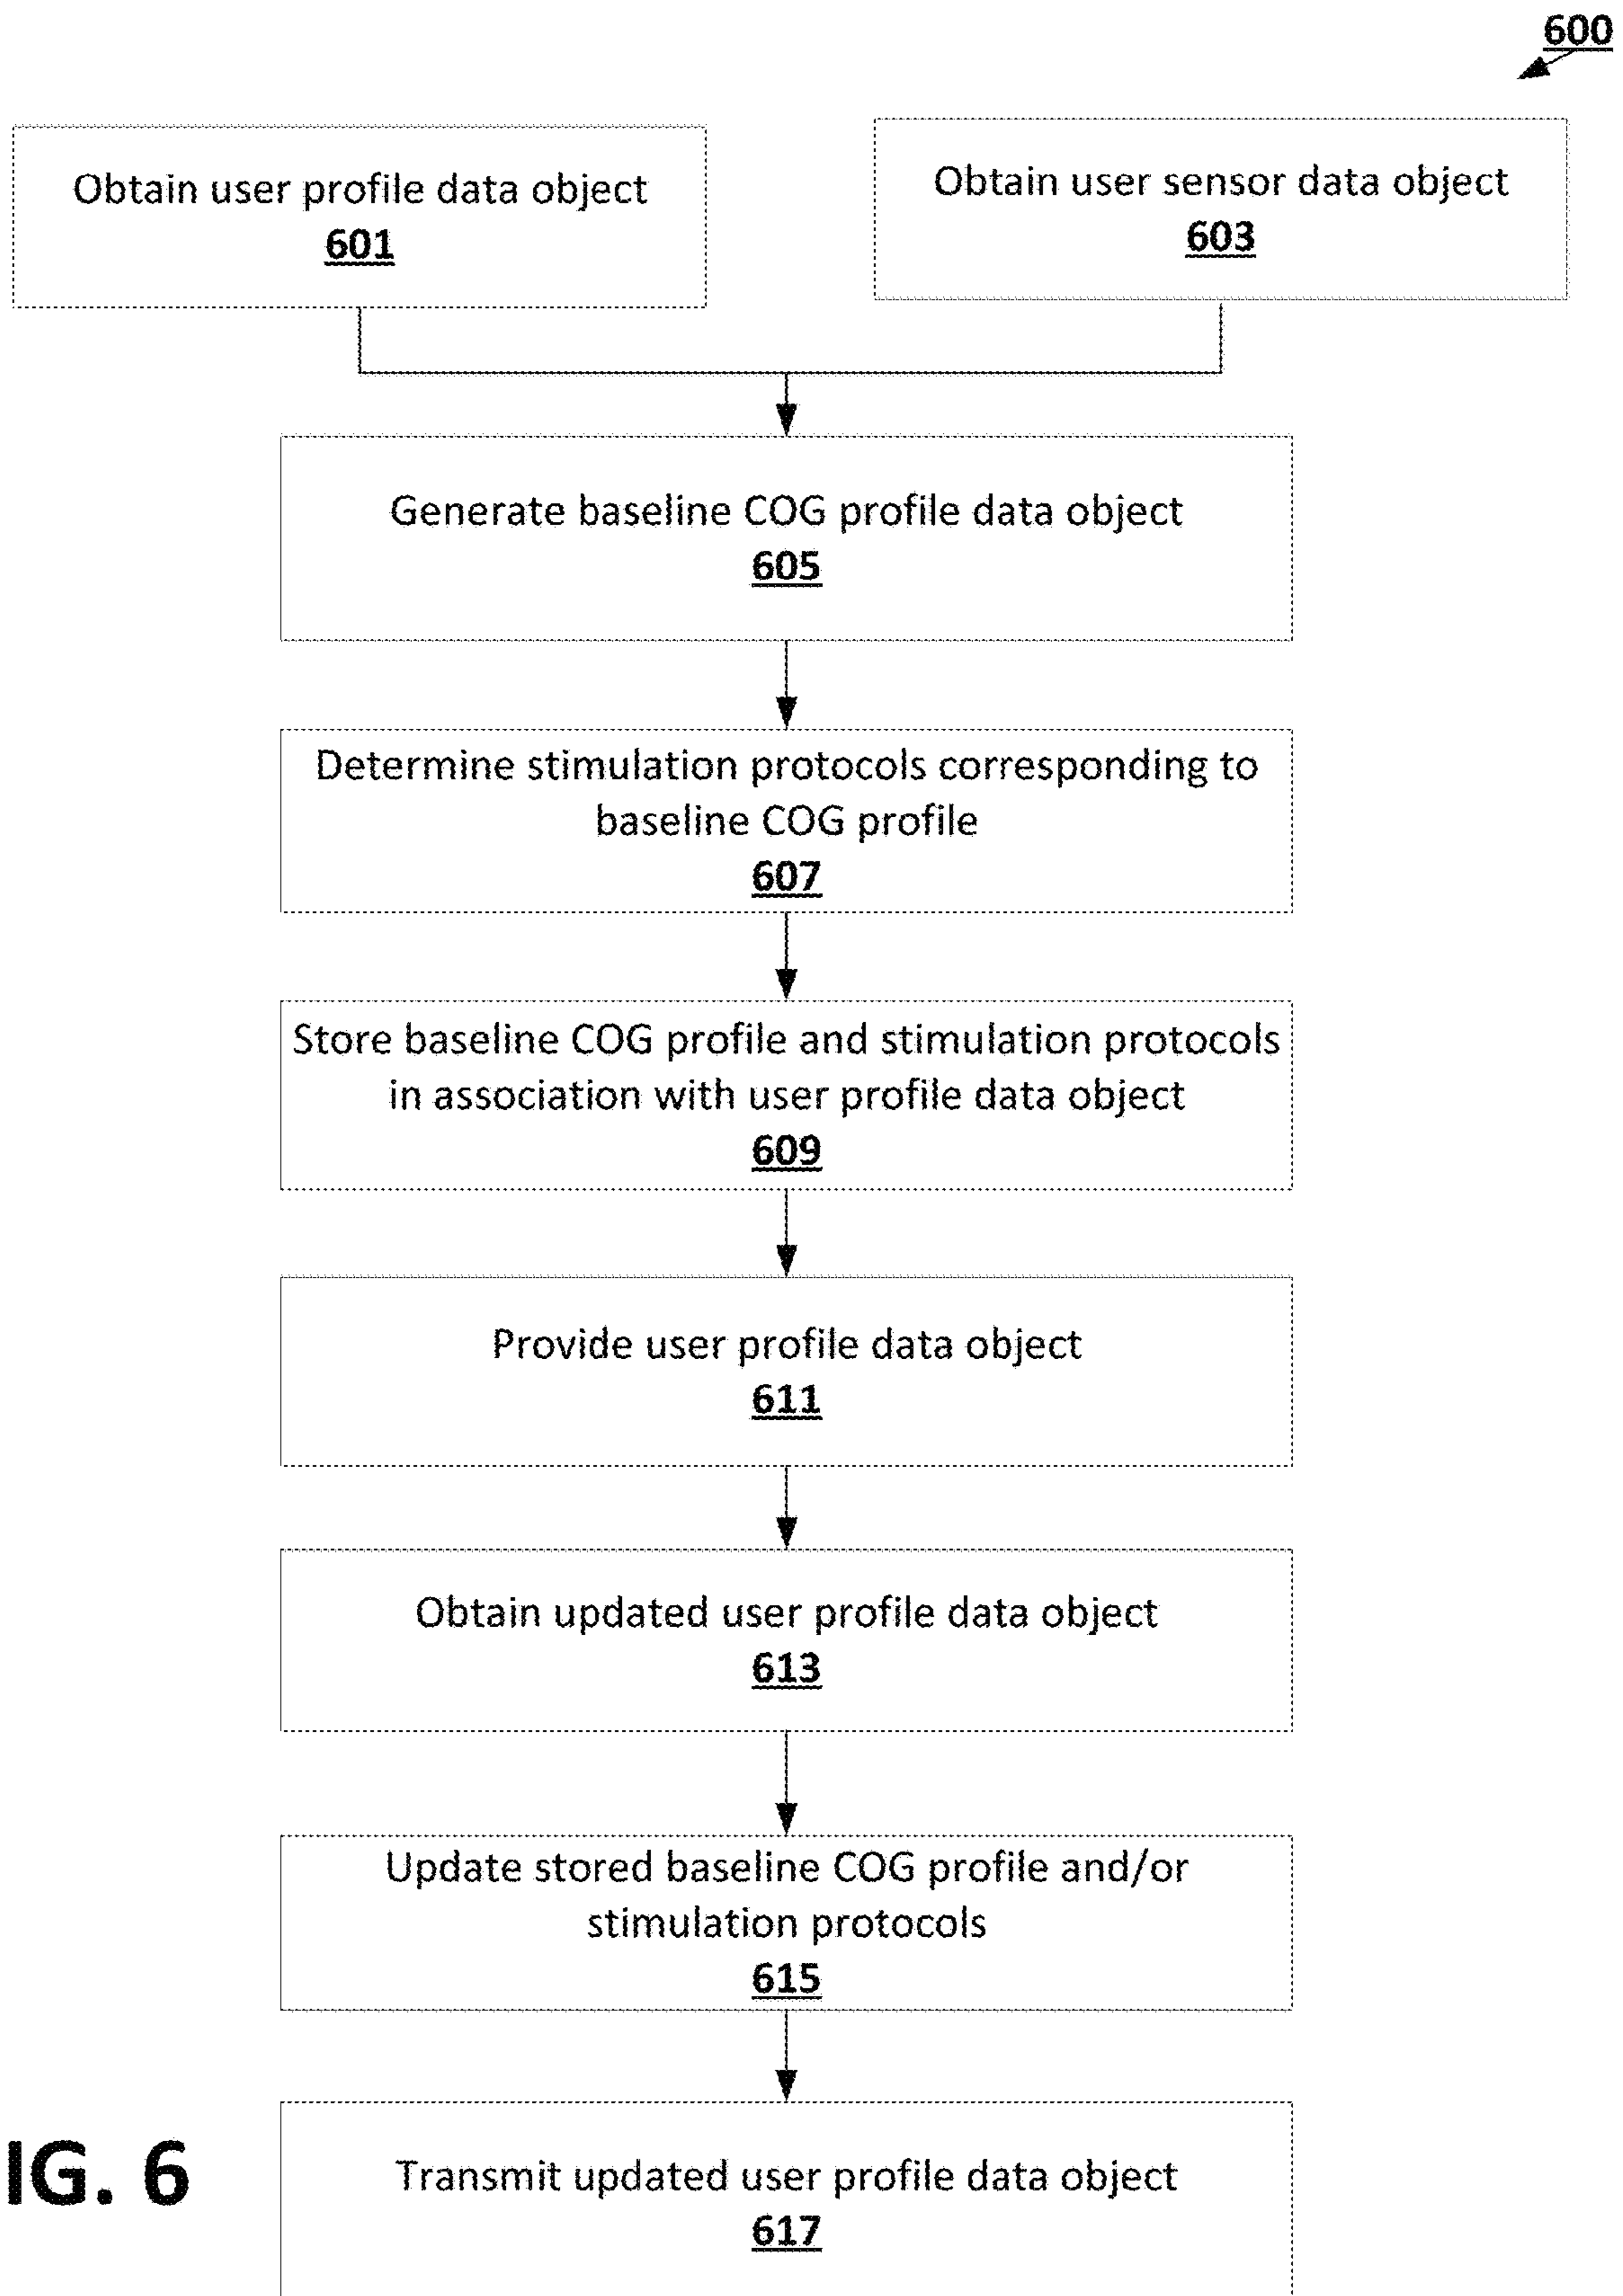 600
Obtain user profile data object
601
Obtain user sensor data object
603
Generate baseline COG profile data object
605
Determine stimulation protocols corresponding to
baseline COG profile
607
Store baseline COG profile and stimulation protocols
in association with user profile data object
609
Provide user profile data object
611
Obtain updated user profile data object
613
Update stored baseline COG profile and/or
stimulation protocols
615
Transmit updated user profile data object
617
IG. 6